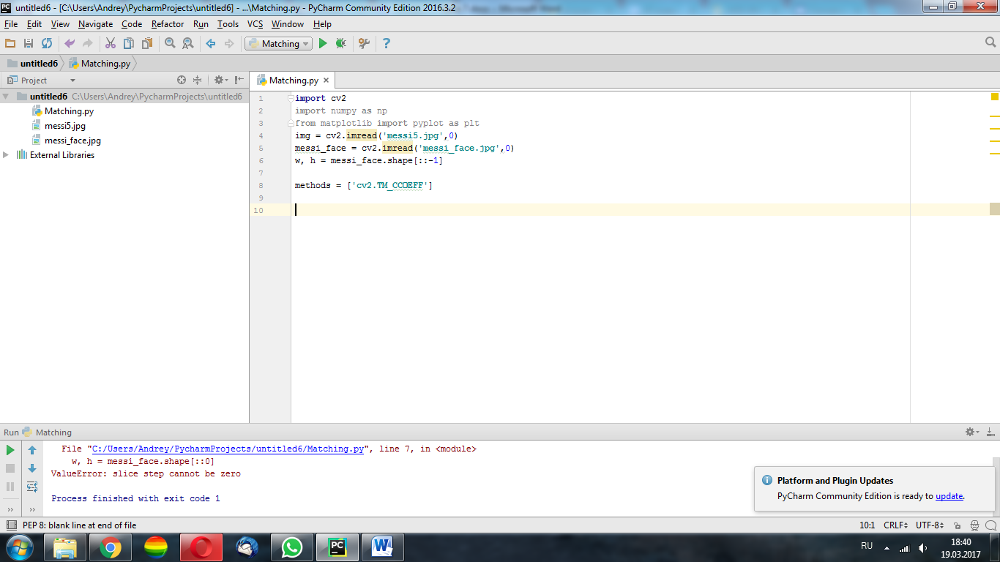 untitled6 - [C:\Users\Andrey\PycharmProjects\untitled6] - ...\Matching.py - PyCharm Community Edition 2016.3.2
File Edit View Navigate Code Refactor Run Tools VCS Window Help
Matching
untitled6 Matching.py
Project
Matching.py
untitled6 C:\Users\Andrey\PycharmProjects\untitled6
Matching.py
messi5.jpg
messi_face.jpg
External Libraries
1 import cv2
2 import numpy as np
3 from matplotlib import pyplot as plt
4 img = cv2.imread('messi5.jpg',0)
5 messi_face = cv2.imread('messi_face.jpg',0)
6 w, h = messi_face.shape[::-1]
7
8 methods = ['cv2.TM_CCOEFF']
9
10
Run Matching
File "C:/Users/Andrey/PycharmProjects/untitled6/Matching.py", line 7, in <module>
w, h = messi_face.shape[::0]
ValueError: slice step cannot be zero
Process finished with exit code 1
Platform and Plugin Updates
PyCharm Community Edition is ready to update.
PEP 8: blank line at end of file
10:1 CRLF UTF-8
RU
18:40
19.03.2017